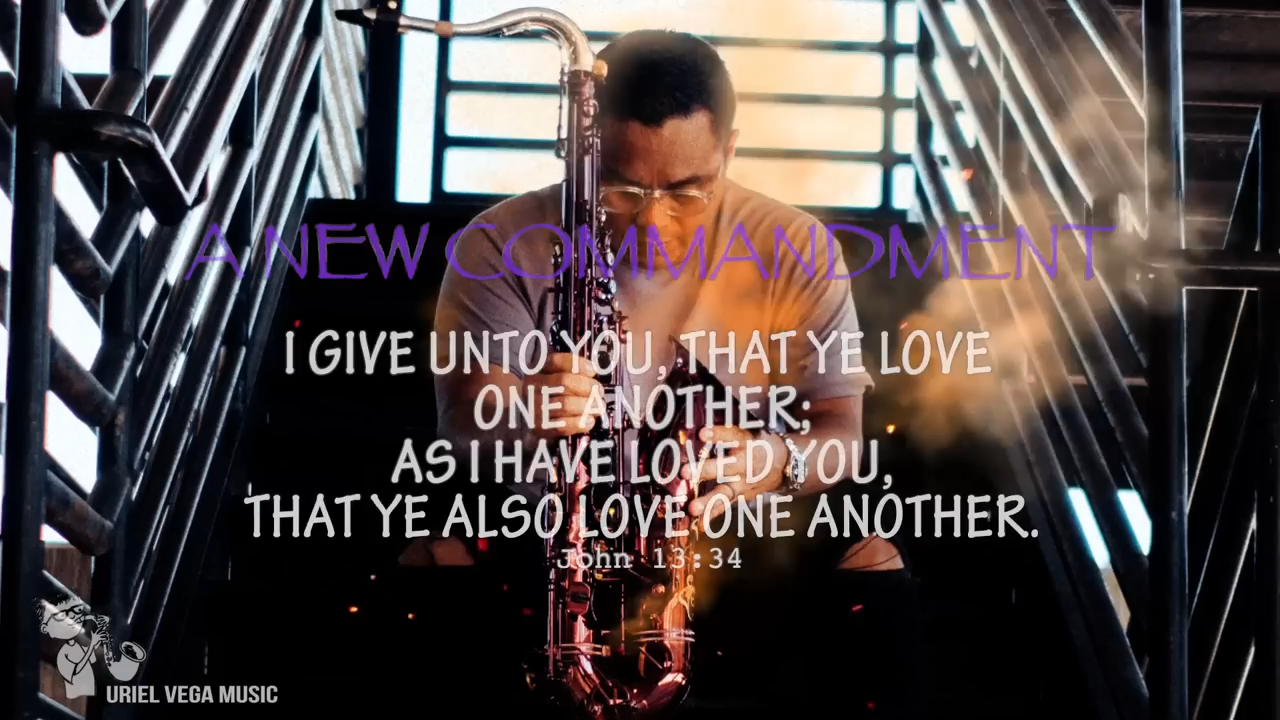 A NEW COMMANDMENT
I GIVE UNTO YOU, THAT YE LOVE
ONE ANOTHER;
AS I HAVE LOVED YOU,
THAT YE ALSO LOVE ONE ANOTHER.
John 13:34
URIEL VEGA MUSIC